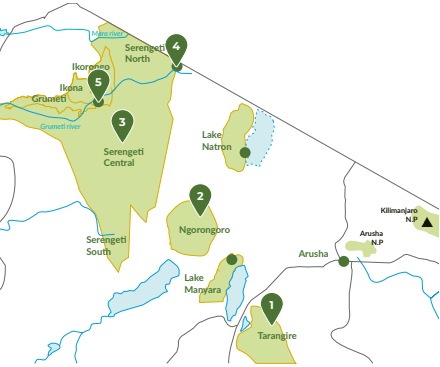 Mara river
Serengeti
North
4
Ikorongo
5
Ikona
Grumeti
Grumeti river
3
Serengeti
Central
Lake
Natron
2
Ngorongoro
Kilimanjaro
N.P
Arusha
N.P
Serengeti
South
Arusha
Lake
Manyara
1
Tarangire